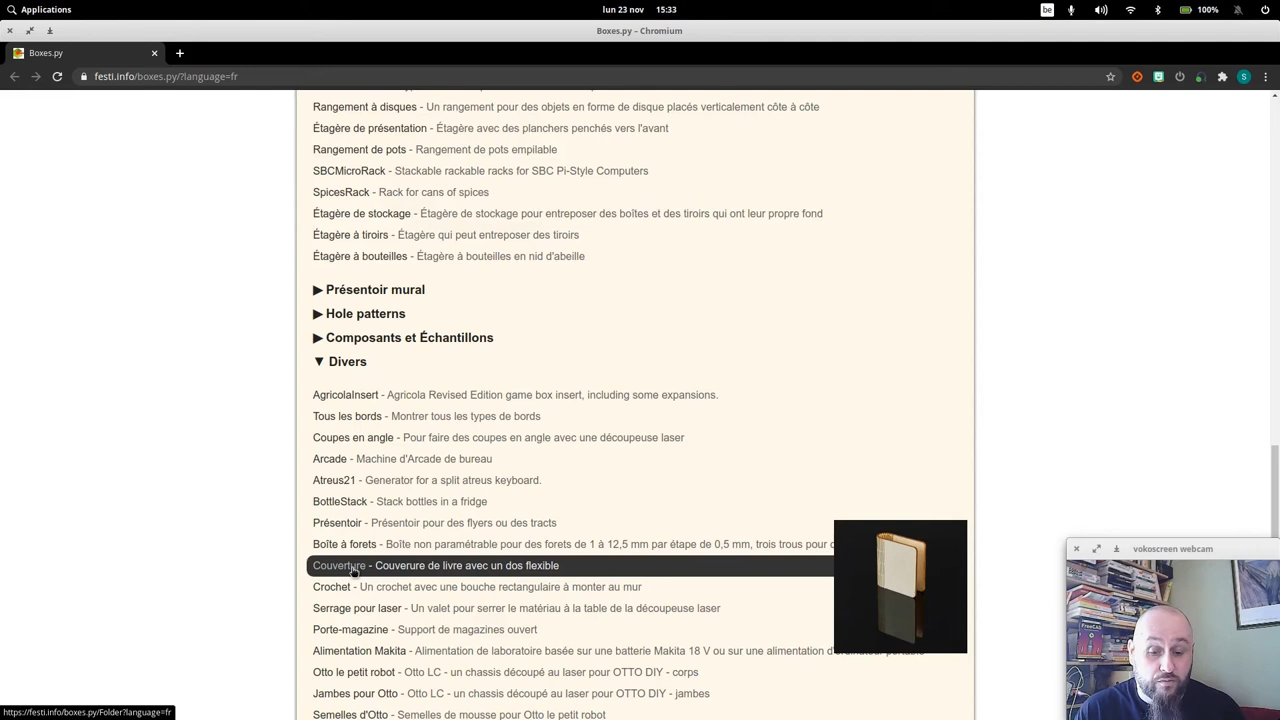 Applications
lun 23 nov 15:33
be
100%
Boxes.py – Chromium
Boxes.py
festi.info/boxes.py/?language=fr
S
Rangement à disques - Un rangement pour des objets en forme de disque placés verticalement côte à côte
Étagère de présentation - Étagère avec des planchers penchés vers l'avant
Rangement de pots - Rangement de pots empilable
SBCMicroRack - Stackable rackable racks for SBC Pi-Style Computers
SpicesRack - Rack for cans of spices
Étagère de stockage - Étagère de stockage pour entreposer des boîtes et des tiroirs qui ont leur propre fond
Étagère à tiroirs - Étagère qui peut entreposer des tiroirs
Étagère à bouteilles - Étagère à bouteilles en nid d'abeille
▶ Présentoir mural
▶ Hole patterns
▶ Composants et Échantillons
▼ Divers
AgricolaInsert - Agricola Revised Edition game box insert, including some expansions.
Tous les bords - Montrer tous les types de bords
Coupes en angle - Pour faire des coupes en angle avec une découpeuse laser
Arcade - Machine d'Arcade de bureau
Atreus21 - Generator for a split atreus keyboard.
BottleStack - Stack bottles in a fridge
Présentoir - Présentoir pour des flyers ou des tracts
Boîte à forets - Boîte non paramétrable pour des forets de 1 à 12,5 mm par étape de 0,5 mm, trois trous pour
Couverture - Couverure de livre avec un dos flexible
Crochet - Un crochet avec une bouche rectangulaire à monter au mur
Serrage pour laser - Un valet pour serrer le matériau à la table de la découpeuse laser
Porte-magazine - Support de magazines ouvert
Alimentation Makita - Alimentation de laboratoire basée sur une batterie Makita 18 V ou sur une alimentation d'ordinateur portable
Otto le petit robot - Otto LC - un chassis découpé au laser pour OTTO DIY - corps
Jambes pour Otto - Otto LC - un chassis découpé au laser pour OTTO DIY - jambes
Semelles d'Otto - Semelles de mousse pour Otto le petit robot
vokoscreen webcam
https://festi.info/boxes.py/Folder?language=fr